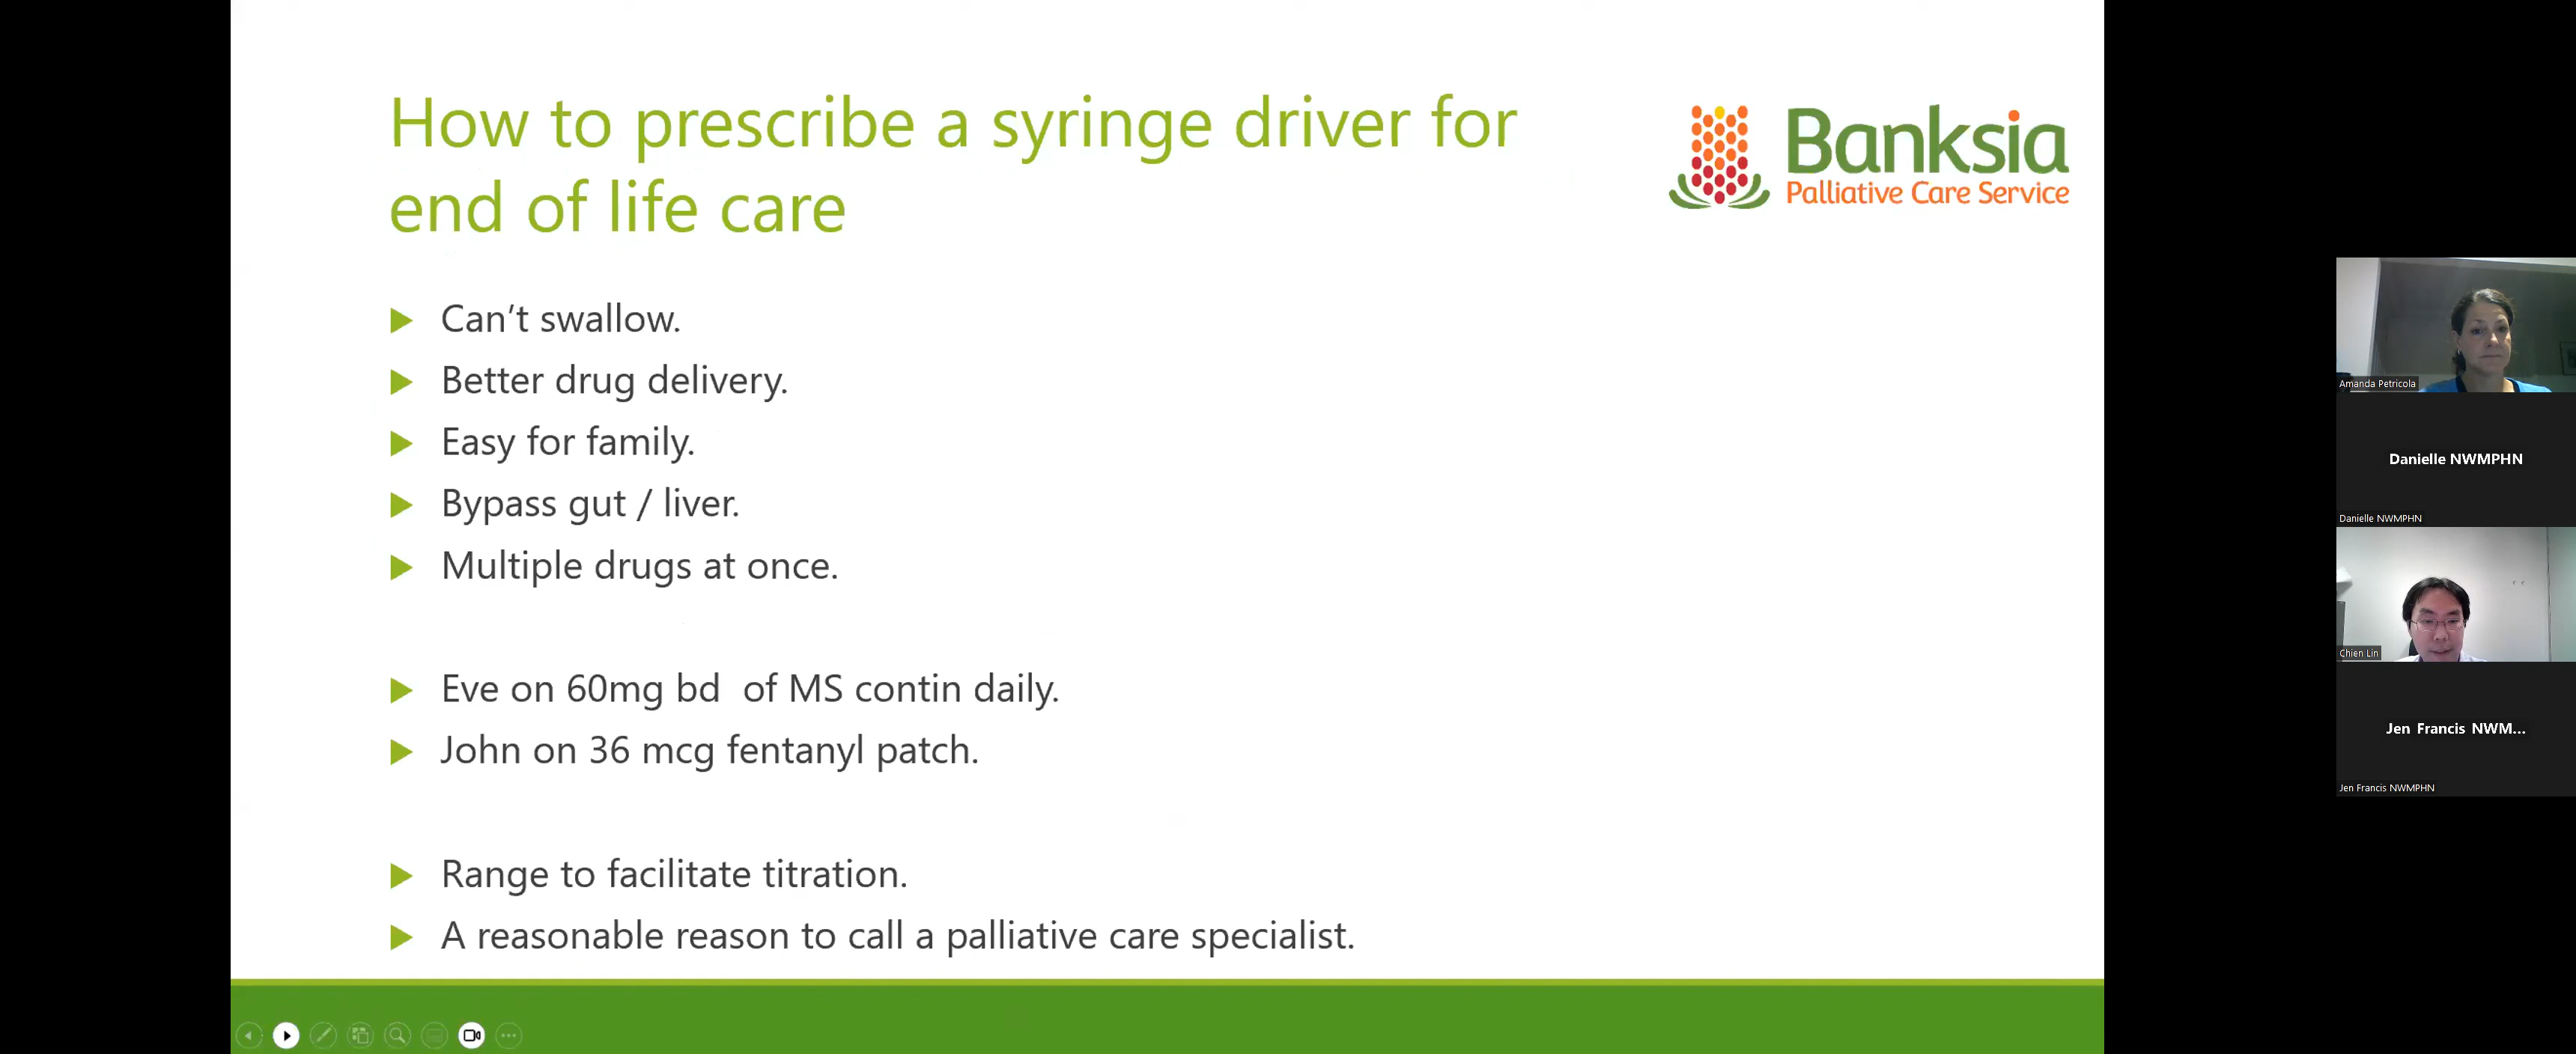 How to prescribe a syringe driver for
end of life care
Banksia
Palliative Care Service
Can’t swallow.
Better drug delivery.
Easy for family.
Bypass gut / liver.
Multiple drugs at once.
Eve on 60mg bd  of MS contin daily.
John on 36 mcg fentanyl patch.
Range to facilitate titration.
A reasonable reason to call a palliative care specialist.
Amanda Petricola
Danielle NWMPHN
Danielle NWMPHN
Chien Lin
Jen Francis NWM...
Jen Francis NWMPHN